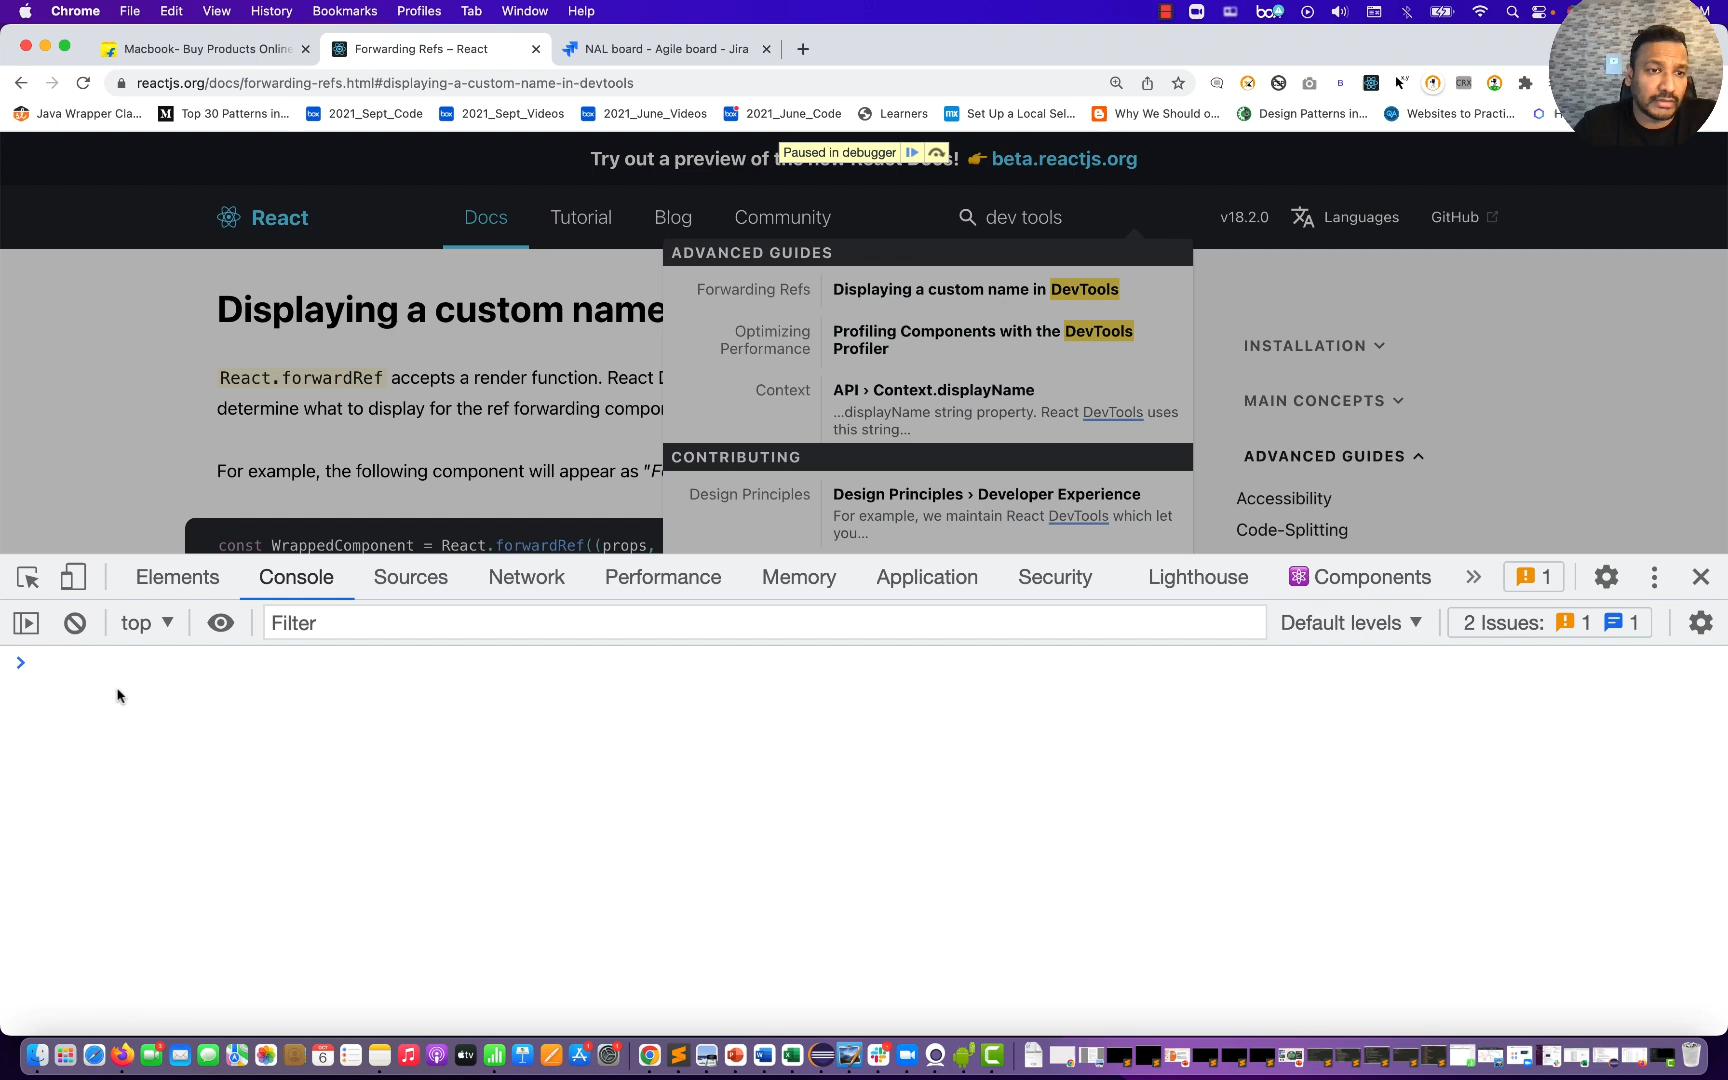 Chrome File Edit View History Bookmarks Profiles Tab Window Help
Macbook- Buy Products Online
Forwarding Refs – React
NAL board - Agile board - Jira
reactjs.org/docs/forwarding-refs.html#displaying-a-custom-name-in-devtools
Java Wrapper Cla... Top 30 Patterns in... 2021_Sept_Code 2021_Sept_Videos 2021_June_Videos 2021_June_Code Learners Set Up a Local Sel... Why We Should o... Design Patterns in... Websites to Practi...
Try out a preview of
Paused in debugger
beta.reactjs.org
React Docs Tutorial Blog Community dev tools v18.2.0 Languages GitHub
ADVANCED GUIDES
Forwarding Refs
Displaying a custom name in DevTools
Optimizing
Performance
Profiling Components with the DevTools
Profiler
Context
API › Context.displayName
...displayName string property. React DevTools uses
this string...
CONTRIBUTING
Design Principles
Design Principles › Developer Experience
For example, we maintain React DevTools which let
you...
Displaying a custom name
React.forwardRef accepts a render function. React
determine what to display for the ref forwarding compo
For example, the following component will appear as "F
const WrappedComponent = React.forwardRef((props,
INSTALLATION
MAIN CONCEPTS
ADVANCED GUIDES
Accessibility
Code-Splitting
Elements Console Sources Network Performance Memory Application Security Lighthouse Components » 1
top Filter Default levels 2 Issues: 1 1